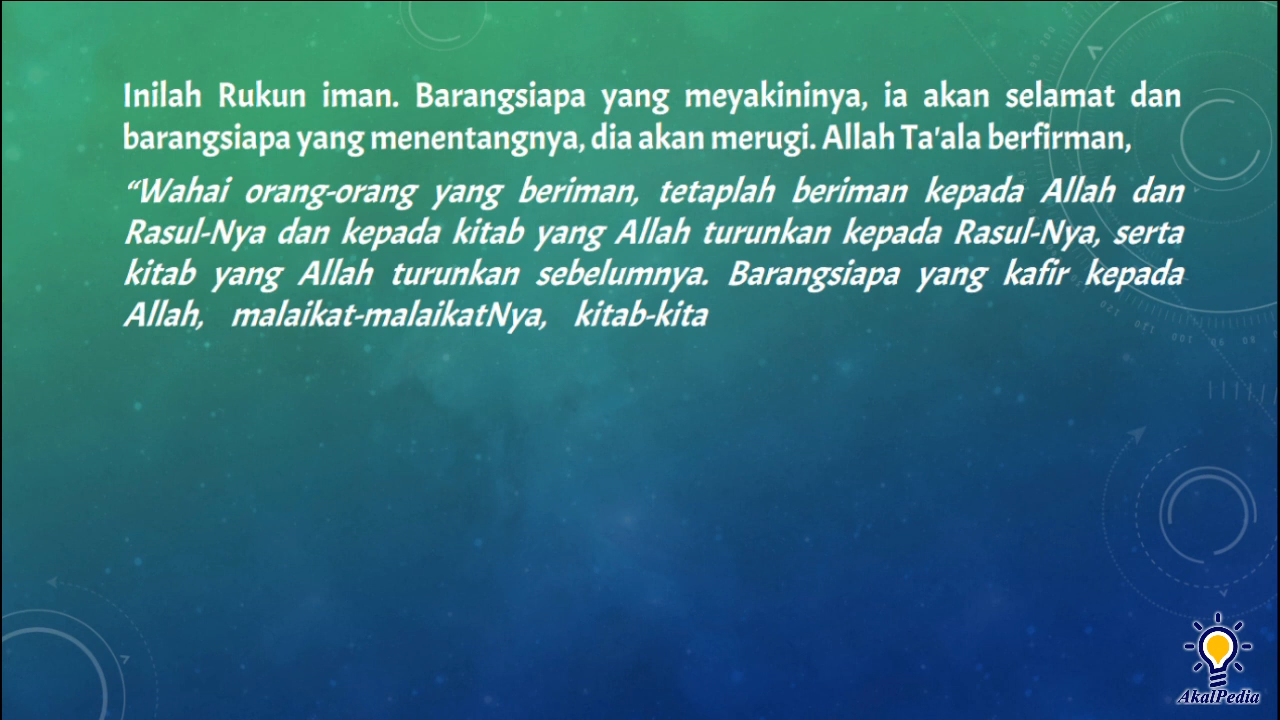 Inilah Rukun iman. Barangsiapa yang meyakininya, ia akan selamat dan
barangsiapa yang menentangnya, dia akan merugi. Allah Ta'ala berfirman,
“Wahai orang-orang yang beriman, tetaplah beriman kepada Allah dan
Rasul-Nya dan kepada kitab yang Allah turunkan kepada Rasul-Nya, serta
kitab yang Allah turunkan sebelumnya. Barangsiapa yang kafir kepada
Allah, malaikat-malaikatNya, kitab-kita
AkalPedia